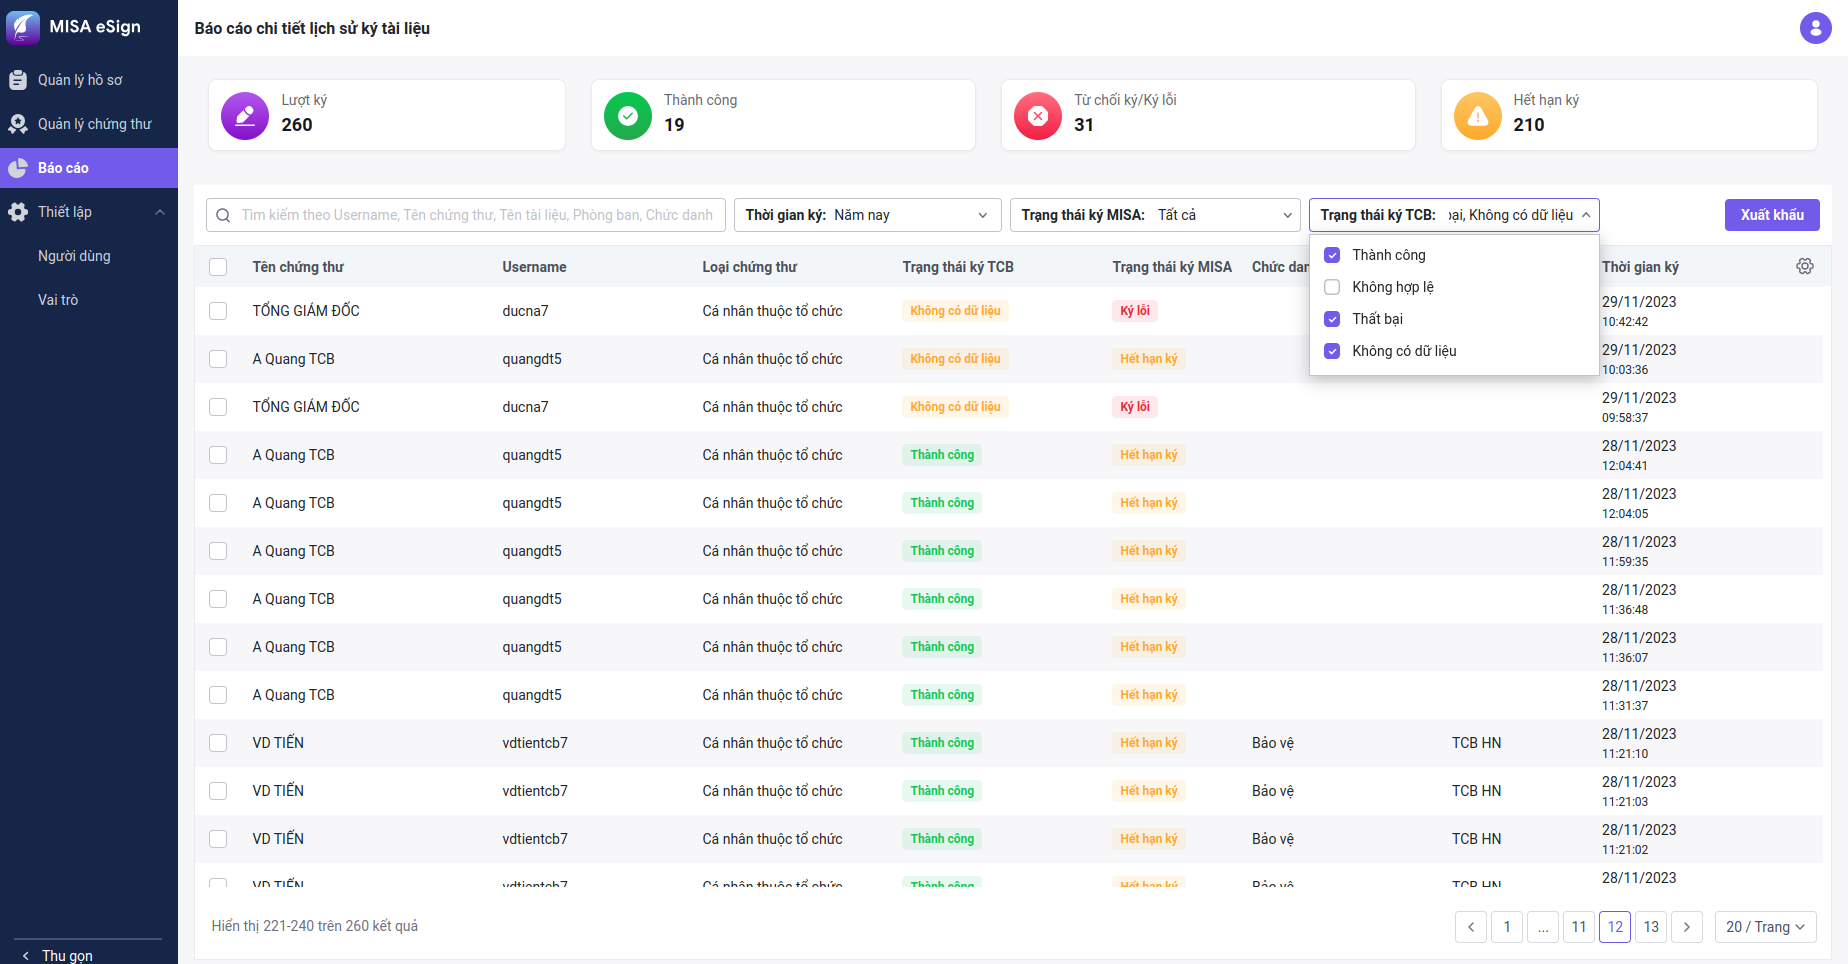 MISA eSign
Báo cáo chi tiết lịch sử ký tài liệu
Quản lý hồ sơ
Quản lý chứng thư
Báo cáo
Thiết lập
Người dùng
Vai trò
Thu gọn
Lượt ký
260
Thành công
19
Từ chối ký/Ký lỗi
31
Hết hạn ký
210
Tìm kiếm theo Username, Tên chứng thư, Tên tài liệu, Phòng ban, Chức danh
Thời gian ký: Năm nay
Trạng thái ký MISA: Tất cả
Trạng thái ký TCB: ại, Không có dữ liệu
Xuất khẩu
Thành công
Không hợp lệ
Thất bại
Không có dữ liệu
Tên chứng thư Username Loại chứng thư Trạng thái ký TCB Trạng thái ký MISA Chức dan Thời gian ký
TỔNG GIÁM ĐỐC ducna7 Cá nhân thuộc tổ chức Không có dữ liệu Ký lỗi 29/11/2023
10:42:42
A Quang TCB quangdt5 Cá nhân thuộc tổ chức Không có dữ liệu Hết hạn ký 29/11/2023
10:03:36
TỔNG GIÁM ĐỐC ducna7 Cá nhân thuộc tổ chức Không có dữ liệu Ký lỗi 29/11/2023
09:58:37
A Quang TCB quangdt5 Cá nhân thuộc tổ chức Thành công Hết hạn ký 28/11/2023
12:04:41
A Quang TCB quangdt5 Cá nhân thuộc tổ chức Thành công Hết hạn ký 28/11/2023
12:04:05
A Quang TCB quangdt5 Cá nhân thuộc tổ chức Thành công Hết hạn ký 28/11/2023
11:59:35
A Quang TCB quangdt5 Cá nhân thuộc tổ chức Thành công Hết hạn ký 28/11/2023
11:36:48
A Quang TCB quangdt5 Cá nhân thuộc tổ chức Thành công Hết hạn ký 28/11/2023
11:36:07
A Quang TCB quangdt5 Cá nhân thuộc tổ chức Thành công Hết hạn ký 28/11/2023
11:31:37
VD TIẾN vdtientcb7 Cá nhân thuộc tổ chức Thành công Hết hạn ký Bảo vệ TCB HN 28/11/2023
11:21:10
VD TIẾN vdtientcb7 Cá nhân thuộc tổ chức Thành công Hết hạn ký Bảo vệ TCB HN 28/11/2023
11:21:03
VD TIẾN vdtientcb7 Cá nhân thuộc tổ chức Thành công Hết hạn ký Bảo vệ TCB HN 28/11/2023
11:21:02
VD TIẾN vdtientcb7 Cá nhân thuộc tổ chức Thành công Hết hạn ký Bảo vệ TCB HN 28/11/2023
Hiển thị 221-240 trên 260 kết quả
1 ... 11 12 13 20 / Trang